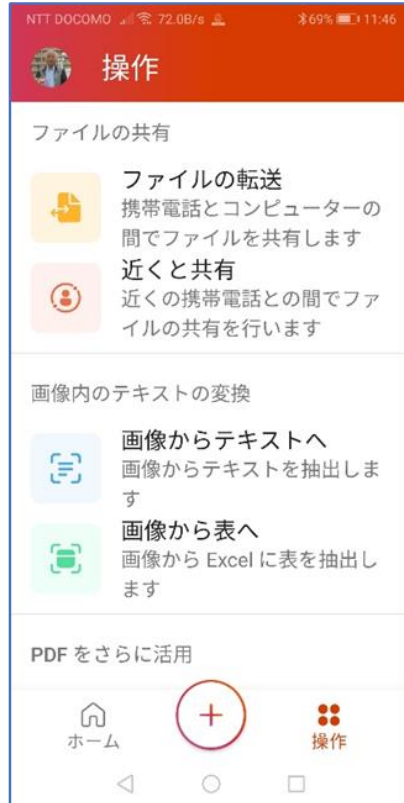 NTT DOCOMO 72.0B/s 69% 11:46
操作
ファイルの共有
ファイルの転送
携帯電話とコンピューターの
間でファイルを共有します
近くと共有
近くの携帯電話との間でファ
イルの共有を行います
画像内のテキストの変換
画像からテキストへ
画像からテキストを抽出しま
す
画像から表へ
画像から Excel に表を抽出し
ます
PDF をさらに活用
ホーム
操作